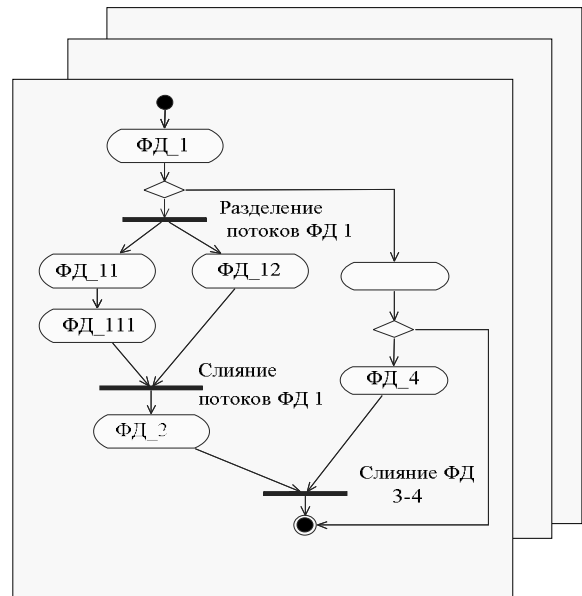 ФД_1
Разделение
потоков ФД 1
ФД_11
ФД_12
ФД_111
Слияние
потоков ФД 1
ФД_4
ФД_2
Слияние ФД
3-4